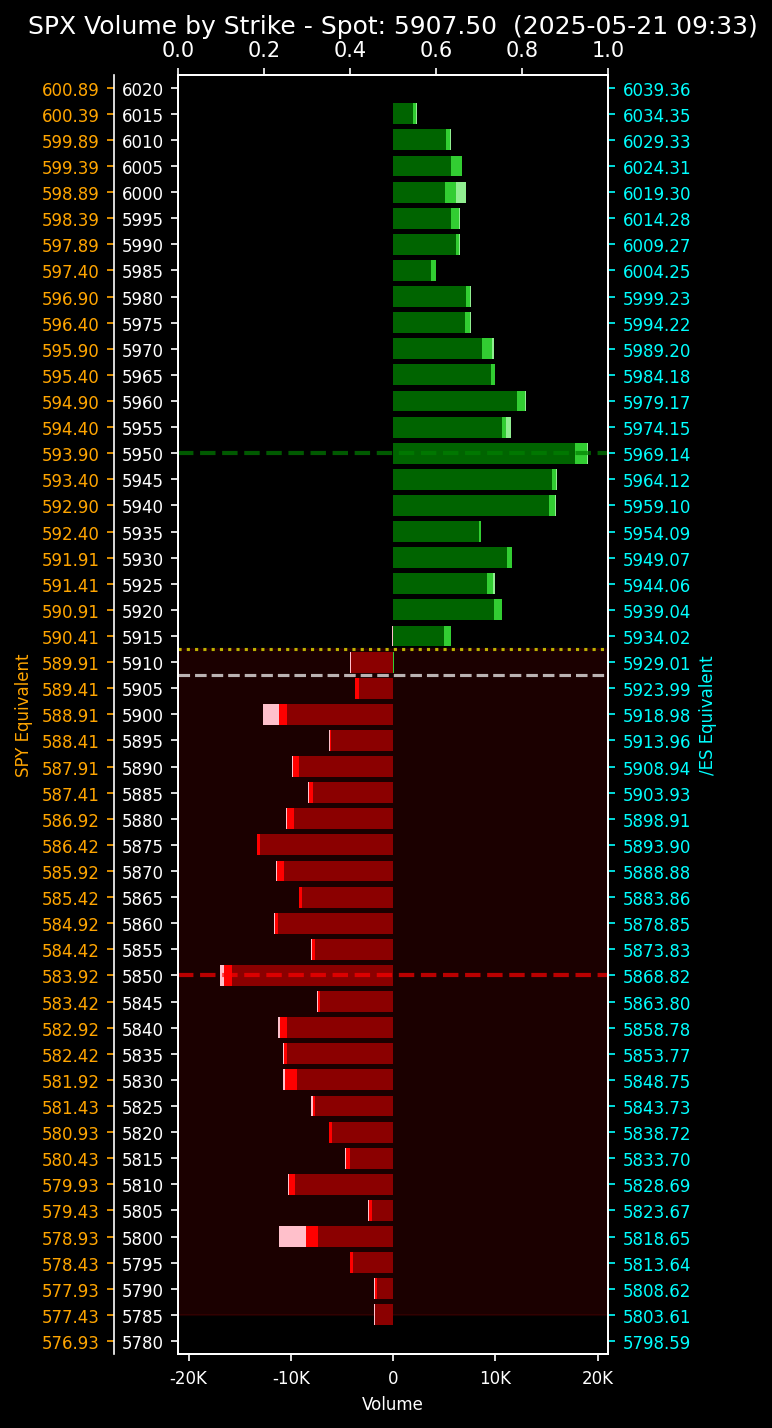 SPX Volume by Strike - Spot: 5907.50 (2025-05-21 09:33)
0.0 0.2 0.4 0.6 0.8 1.0
600.89 6020 6039.36
600.39 6015 6034.35
599.89 6010 6029.33
599.39 6005 6024.31
598.89 6000 6019.30
598.39 5995 6014.28
597.89 5990 6009.27
597.40 5985 6004.25
596.90 5980 5999.23
596.40 5975 5994.22
595.90 5970 5989.20
595.40 5965 5984.18
594.90 5960 5979.17
594.40 5955 5974.15
593.90 5950 5969.14
593.40 5945 5964.12
592.90 5940 5959.10
592.40 5935 5954.09
591.91 5930 5949.07
591.41 5925 5944.06
590.91 5920 5939.04
590.41 5915 5934.02
589.91 5910 5929.01
589.41 5905 5923.99
588.91 5900 5918.98
588.41 5895 5913.96
587.91 5890 5908.94
587.41 5885 5903.93
586.92 5880 5898.91
586.42 5875 5893.90
585.92 5870 5888.88
585.42 5865 5883.86
584.92 5860 5878.85
584.42 5855 5873.83
583.92 5850 5868.82
583.42 5845 5863.80
582.92 5840 5858.78
582.42 5835 5853.77
581.92 5830 5848.75
581.43 5825 5843.73
580.93 5820 5838.72
580.43 5815 5833.70
579.93 5810 5828.69
579.43 5805 5823.67
578.93 5800 5818.65
578.43 5795 5813.64
577.93 5790 5808.62
577.43 5785 5803.61
576.93 5780 5798.59
SPY Equivalent
/ES Equivalent
-20K -10K 0 10K 20K
Volume